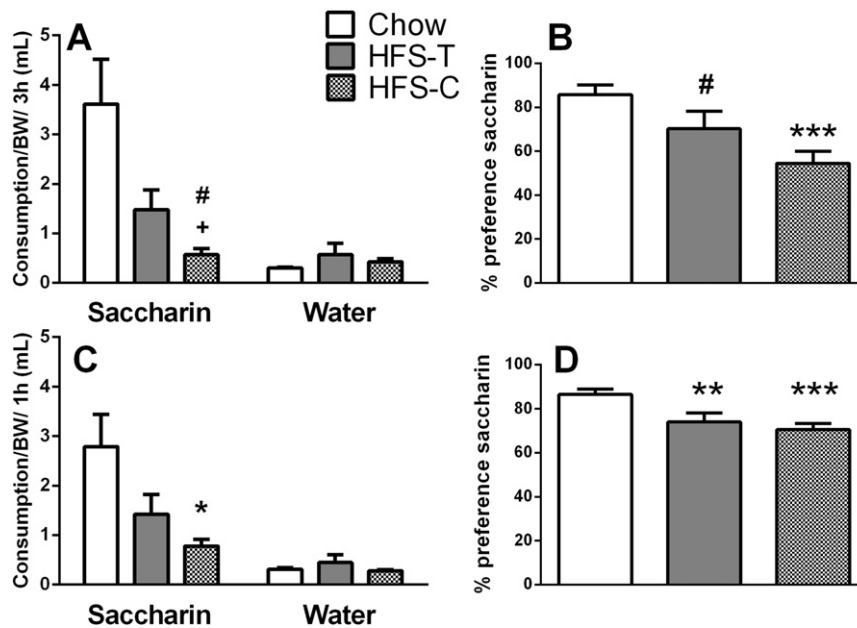 A
Consumption/BW/ 3h (mL)
5
4
3
2
1
0
#
+
Saccharin
Water
Chow
HFS-T
HFS-C
B
% preference saccharin
100
80
60
40
20
0
#
***
C
Consumption/BW/ 1h (mL)
5
4
3
2
1
0
*
Saccharin
Water
D
% preference saccharin
100
80
60
40
20
0
**
***